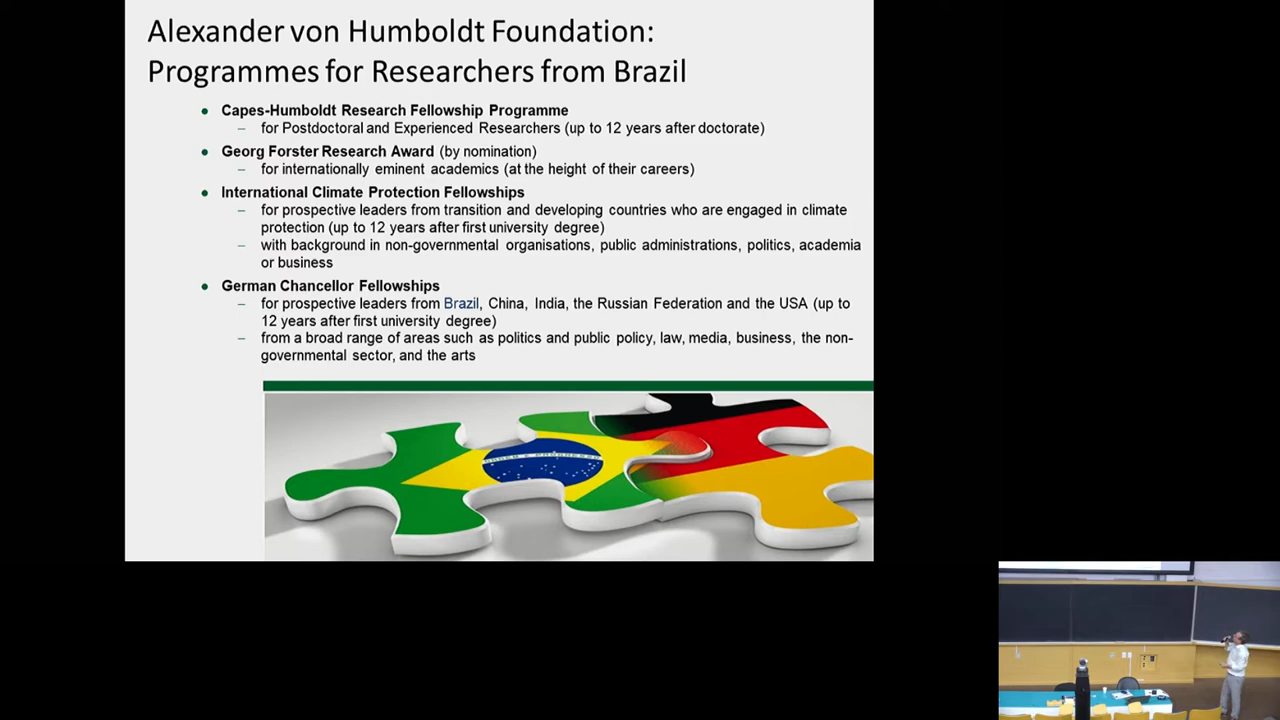 Alexander von Humboldt Foundation:
Programmes for Researchers from Brazil
• Capes-Humboldt Research Fellowship Programme
– for Postdoctoral and Experienced Researchers (up to 12 years after doctorate)
• Georg Forster Research Award (by nomination)
– for internationally eminent academics (at the height of their careers)
• International Climate Protection Fellowships
– for prospective leaders from transition and developing countries who are engaged in climate
protection (up to 12 years after first university degree)
– with background in non-governmental organisations, public administrations, politics, academia
or business
• German Chancellor Fellowships
– for prospective leaders from Brazil, China, India, the Russian Federation and the USA (up to
12 years after first university degree)
– from a broad range of areas such as politics and public policy, law, media, business, the non-
governmental sector, and the arts